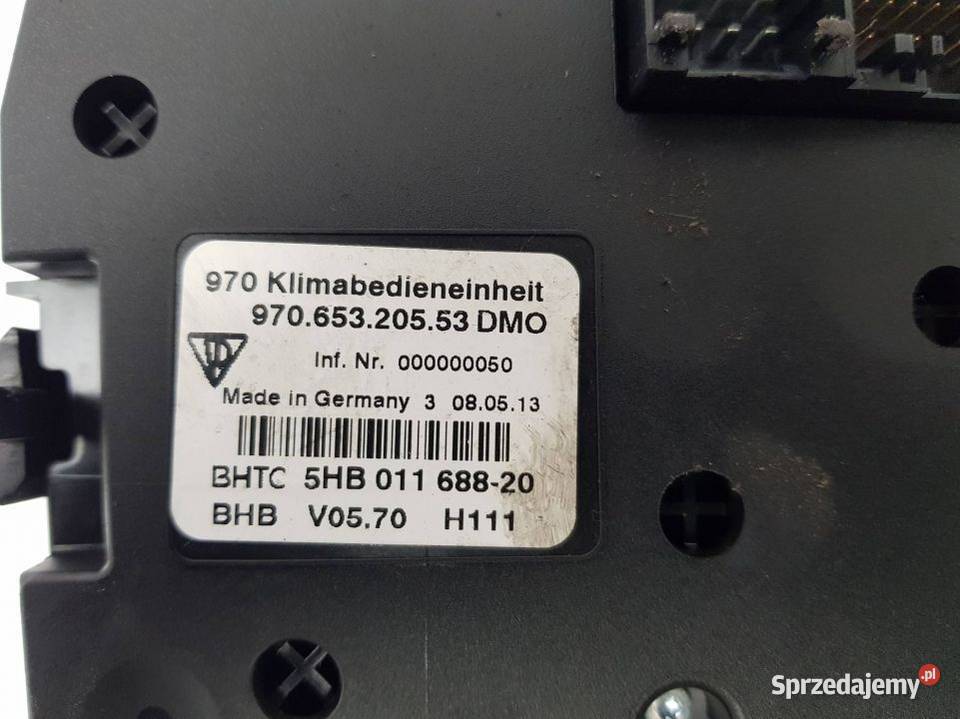 970 Klimabedieneinheit
970.653.205.53 DMO
Inf. Nr. 000000050
Made in Germany 3 08.05.13
BHTC 5HB 011 688-20
BHB V05.70 H111
Sprzedajemy.pl